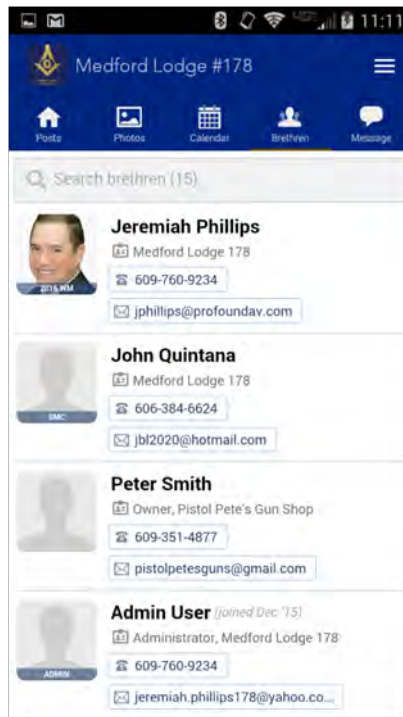 11:11
Medford Lodge #178
Posts Photos Calendar Brethren Message
Search brethren (15)
Jeremiah Phillips
Medford Lodge 178
609-760-9234
2015 WM
jphillips@profoundav.com
John Quintana
Medford Lodge 178
606-384-6624
SMC
jbl2020@hotmail.com
Peter Smith
Owner, Pistol Pete's Gun Shop
609-351-4877
pistolpetesguns@gmail.com
Admin User (joined Dec '15)
Administrator, Medford Lodge 178
609-760-9234
ADMIN
jeremiah.phillips178@yahoo.co...